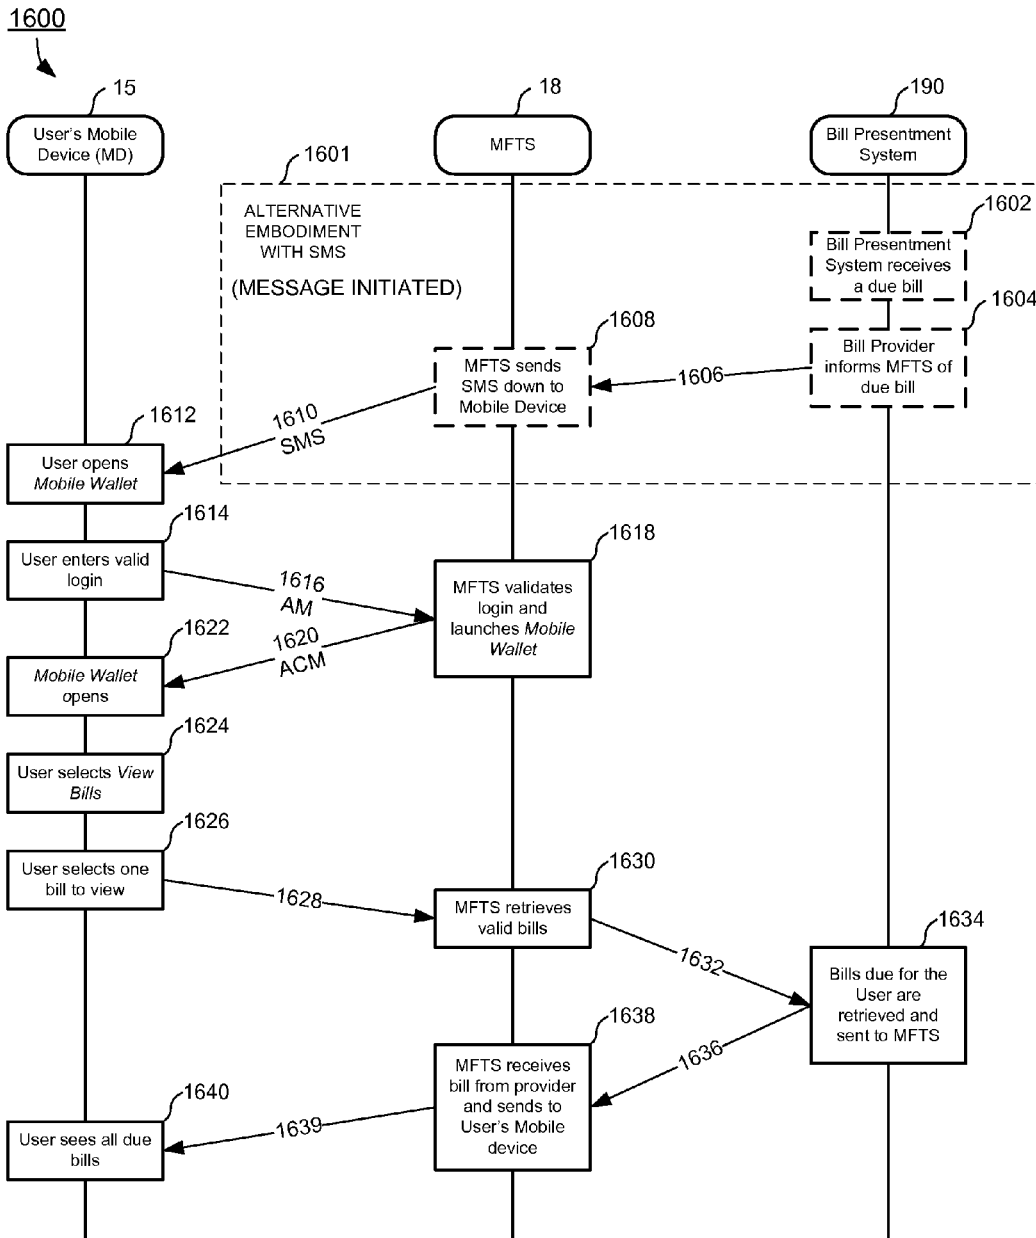 1600
15
18
190
User's Mobile
Device (MD)
MFTS
Bill Presentment
System
1601
ALTERNATIVE
EMBODIMENT
WITH SMS
(MESSAGE INITIATED)
1602
Bill Presentment
System receives
a due bill
1604
Bill Provider
informs MFTS of
due bill
1606
1608
MFTS sends
SMS down to
Mobile Device
1610
SMS
1612
User opens
Mobile Wallet
1614
User enters valid
login
1616
AM
1618
MFTS validates
login and
launches Mobile
Wallet
1620
ACM
1622
Mobile Wallet
opens
1624
User selects View
Bills
1626
User selects one
bill to view
1628
1630
MFTS retrieves
valid bills
1632
1634
Bills due for the
User are
retrieved and
sent to MFTS
1636
1638
MFTS receives
bill from provider
and sends to
User's Mobile
device
1639
1640
User sees all due
bills